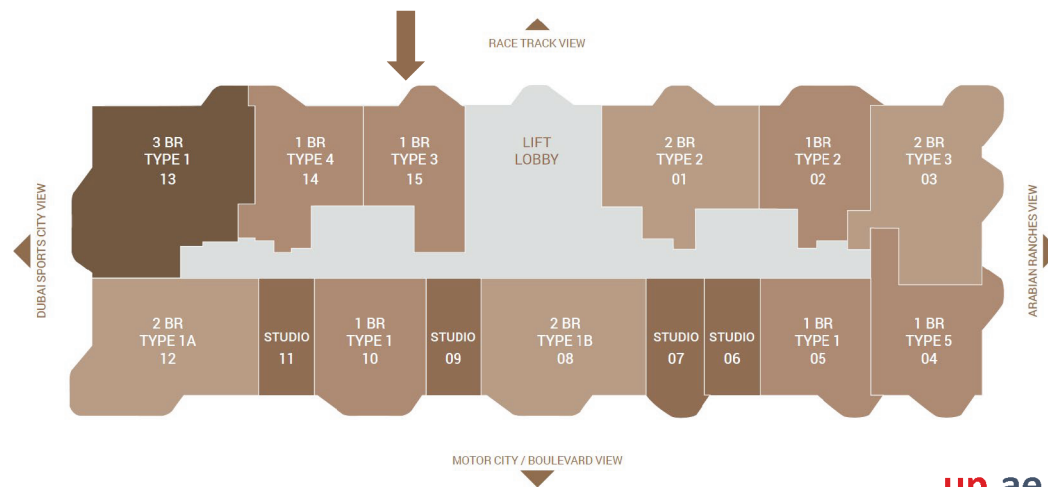 RACE TRACK VIEW
3 BR
TYPE 1
13
1 BR
TYPE 4
14
1 BR
TYPE 3
15
LIFT
LOBBY
2 BR
TYPE 2
01
1BR
TYPE 2
02
2 BR
TYPE 3
03
DUBAI SPORTS CITY VIEW
ARABIAN RANCHES VIEW
2 BR
TYPE 1A
12
STUDIO
11
1 BR
TYPE 1
10
STUDIO
09
2 BR
TYPE 1B
08
STUDIO
07
STUDIO
06
1 BR
TYPE 1
05
1 BR
TYPE 5
04
MOTOR CITY / BOULEVARD VIEW